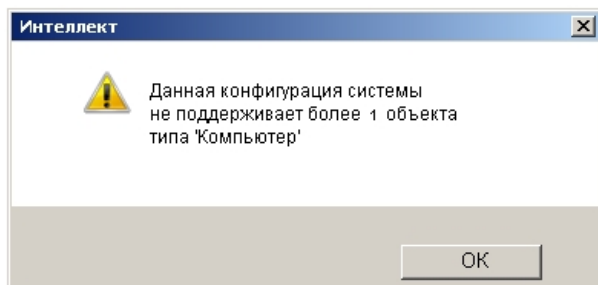 Интеллект
Данная конфигурация системы
не поддерживает более 1 объекта
типа 'Компьютер'
OK